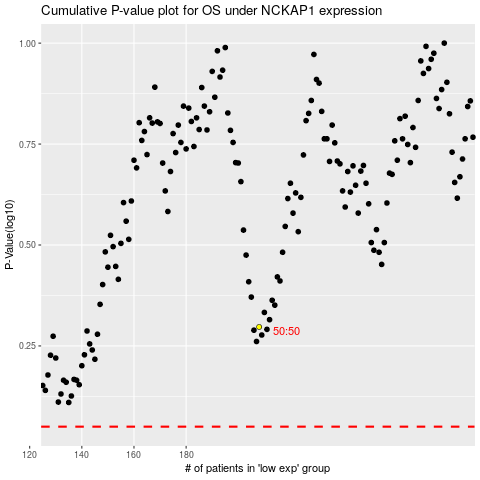 Cumulative P-value plot for OS under NCKAP1 expression
P-Value(log10)
1.00
0.75
0.50
0.25
50:50
120 140 160 180
# of patients in 'low exp' group